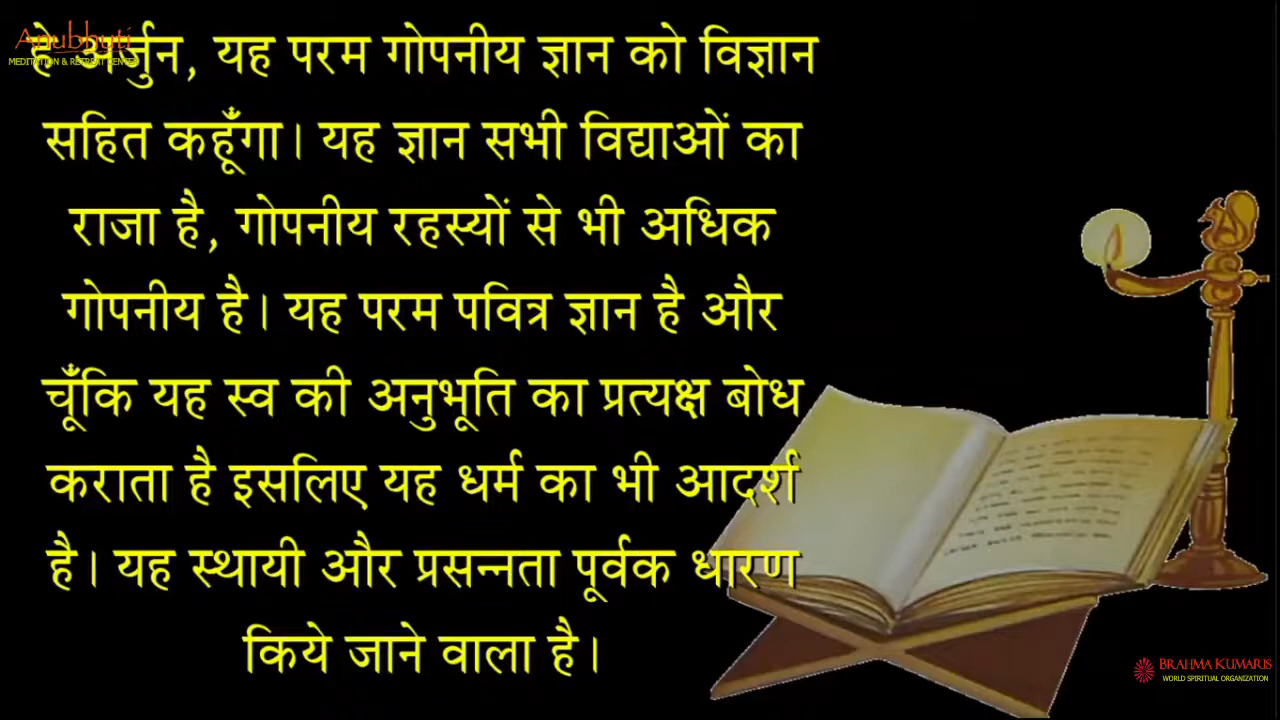 Anubhuti
MEDITATION & RETREAT CENTER
हे अर्जुन, यह परम गोपनीय ज्ञान को विज्ञान
सहित कहूँगा। यह ज्ञान सभी विद्याओं का
राजा है, गोपनीय रहस्यों से भी अधिक
गोपनीय है। यह परम पवित्र ज्ञान है और
चूँकि यह स्व की अनुभूति का प्रत्यक्ष बोध
कराता है इसलिए यह धर्म का भी आदर्श
है। यह स्थायी और प्रसन्नता पूर्वक धारण
किये जाने वाला है।
BRAHMA KUMARIS
WORLD SPIRITUAL ORGANIZATION